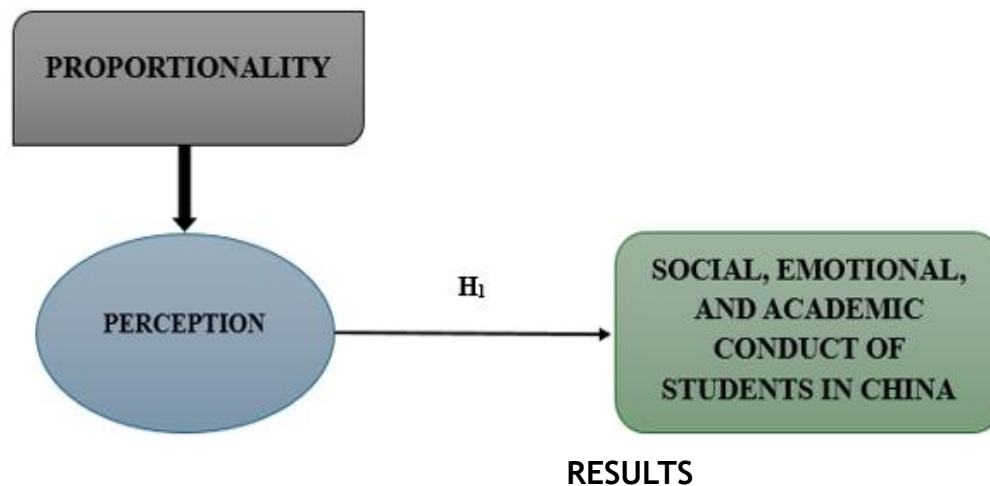 PROPORTIONALITY
PERCEPTION
H₁
SOCIAL, EMOTIONAL,
AND ACADEMIC
CONDUCT OF
STUDENTS IN CHINA
RESULTS